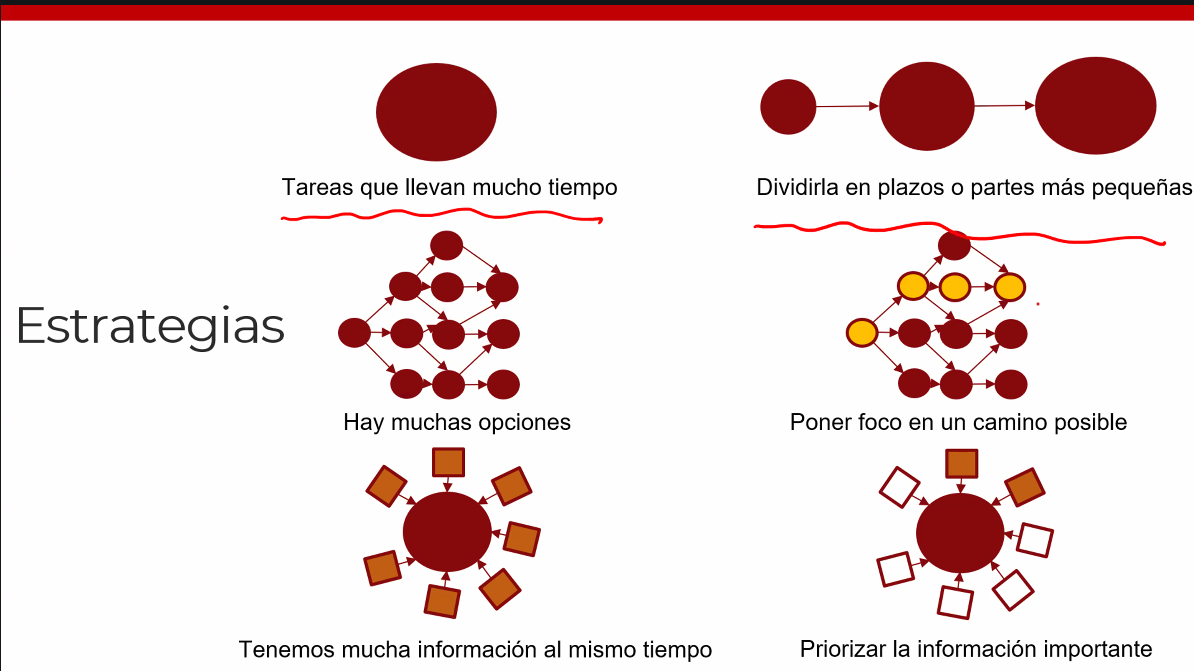 Tareas que llevan mucho tiempo
Dividirla en plazos o partes más pequeñas
Estrategias
Hay muchas opciones
Poner foco en un camino posible
Tenemos mucha información al mismo tiempo
Priorizar la información importante